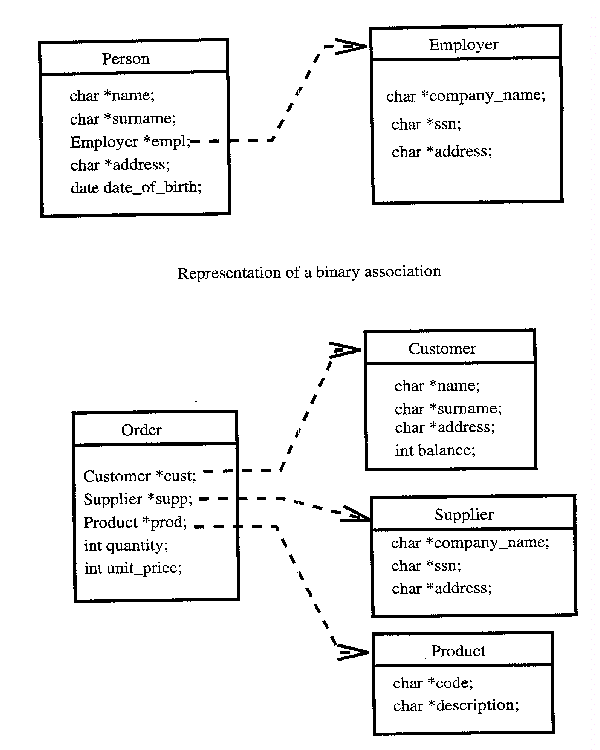 Person
char *name;
char *surname;
Employer *empl;
char *address;
date date_of_birth;
Employer
char *company_name;
char *ssn;
char *address;
Representation of a binary association
Order
Customer *cust;
Supplier *supp;
Product *prod;
int quantity;
int unit_price;
Customer
char *name;
char *surname;
char *address;
int balance;
Supplier
char *company_name;
char *ssn;
char *address;
Product
char *code;
char *description;